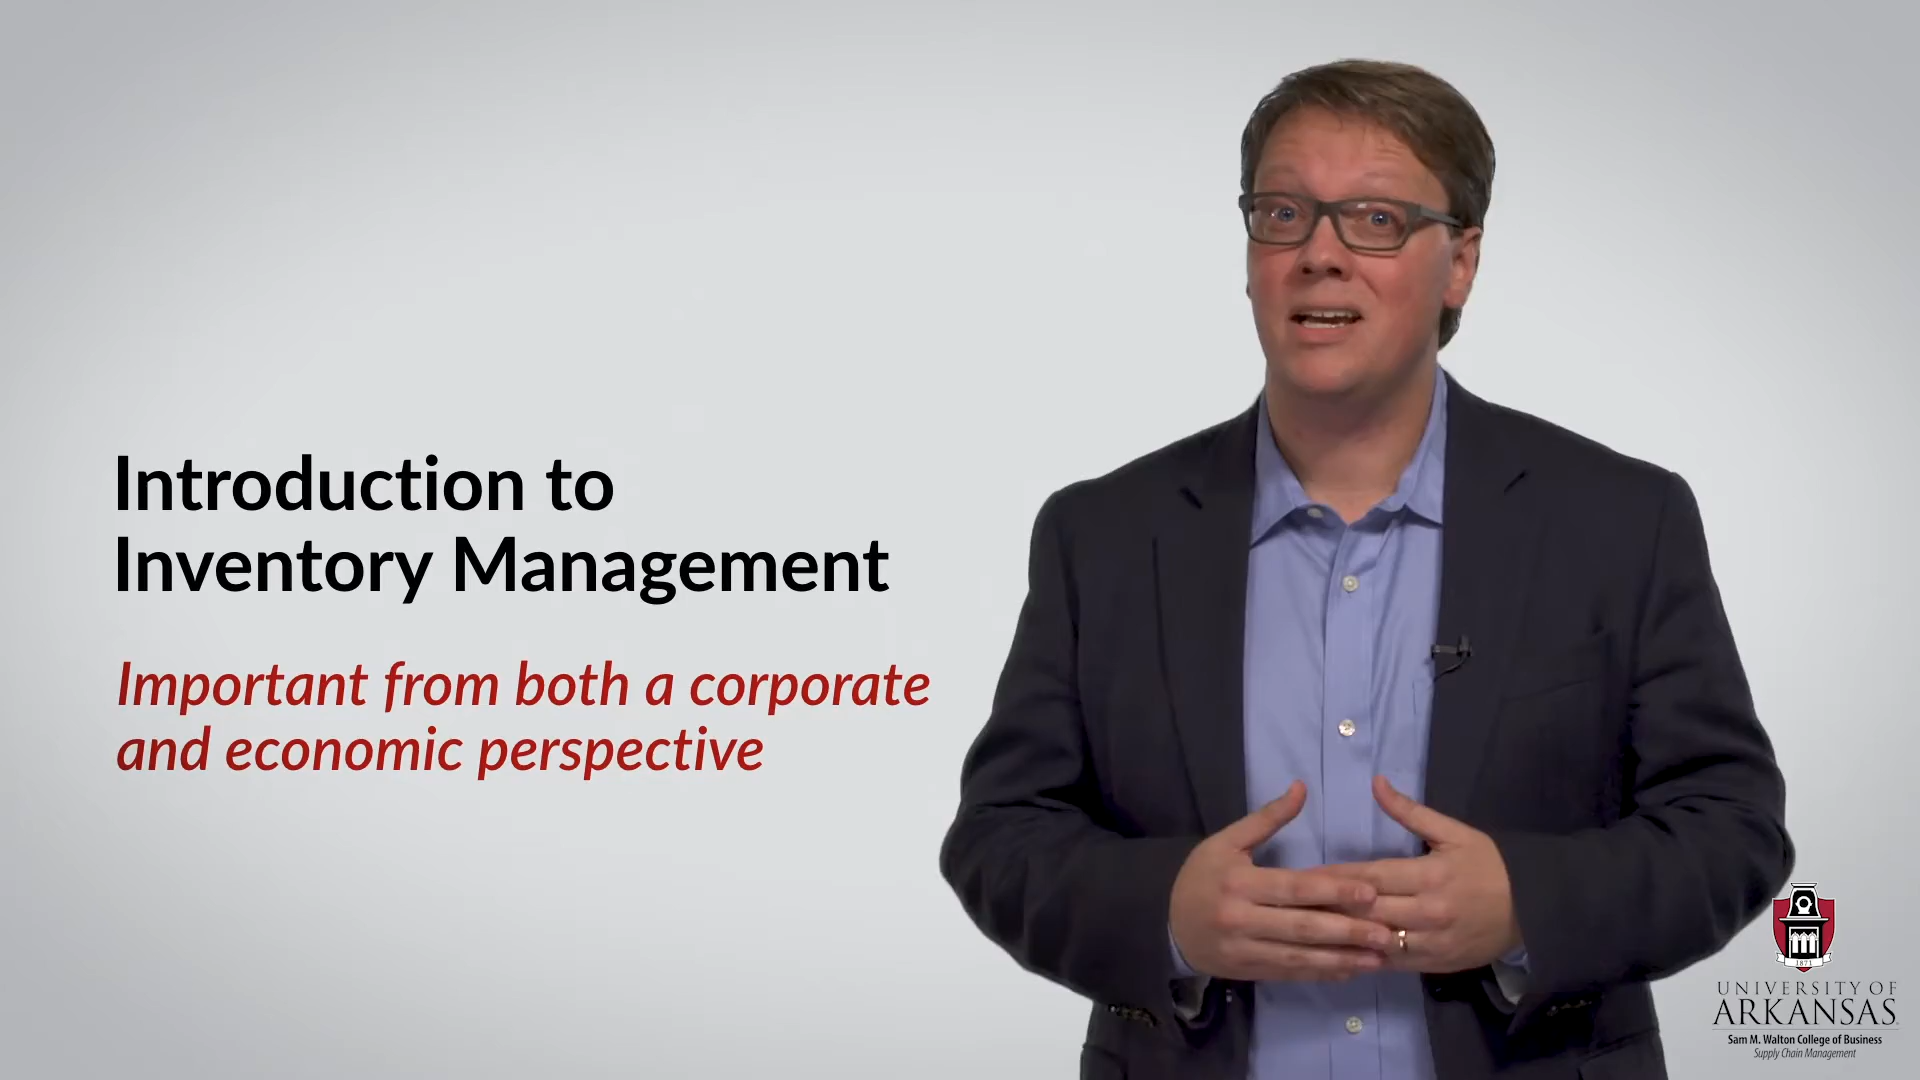 Introduction to
Inventory Management
Important from both a corporate
and economic perspective
1871
UNIVERSITY OF
ARKANSAS
Sam M. Walton College of Business
Supply Chain Management